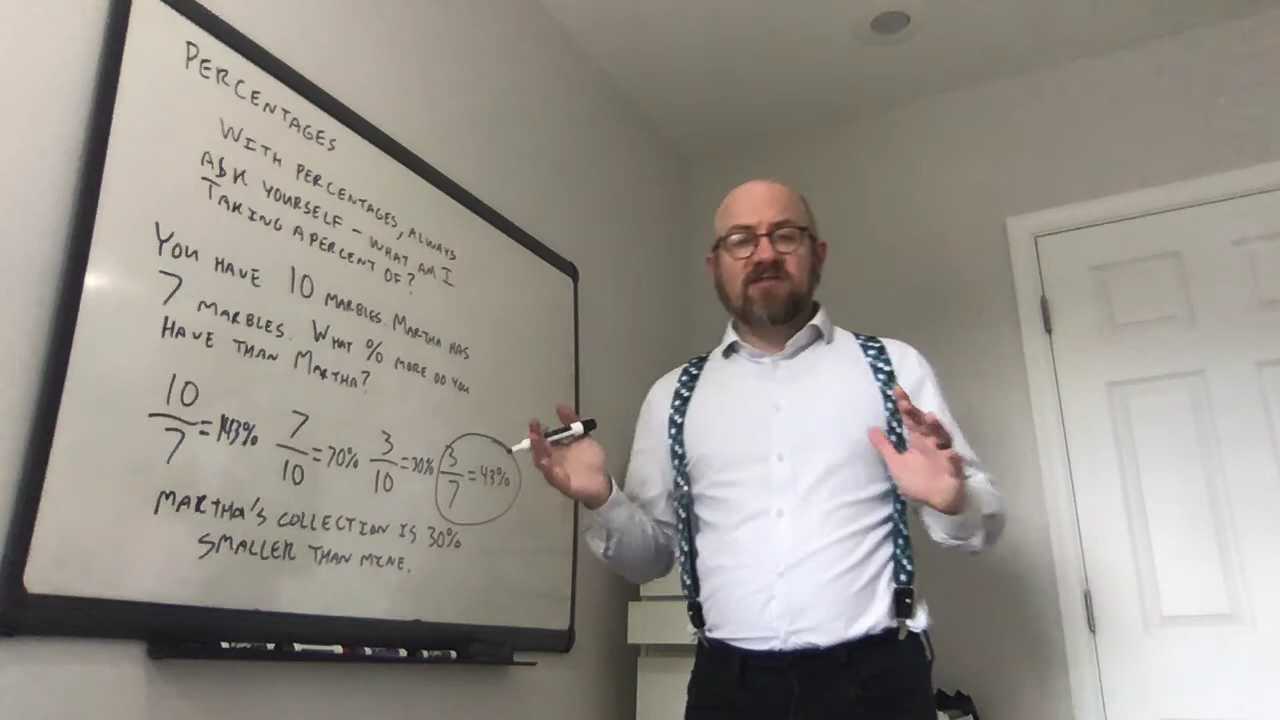 PERCENTAGES
WITH PERCENTAGES, ALWAYS
ASK YOURSELF - WHAT AM I
TAKING A PERCENT OF?
YOU HAVE 10 MARBLES. MARTHA HAS
7 MARBLES. WHAT % MORE DO YOU
HAVE THAN MARTHA?
10/7 = 143% 7/10 = 70% 3/10 = 30% 3/7 = 43%
MARTHA'S COLLECTION IS 30%
SMALLER THAN MINE.